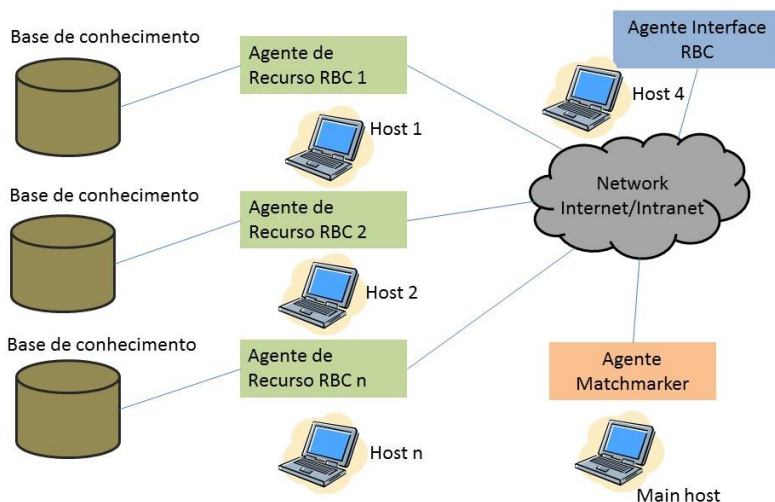 Base de conhecimento
Agente de
Recurso RBC 1
Host 1
Agente Interface
RBC
Host 4
Network
Internet/Intranet
Base de conhecimento
Agente de
Recurso RBC 2
Host 2
Base de conhecimento
Agente de
Recurso RBC n
Host n
Agente
Matchmarker
Main host